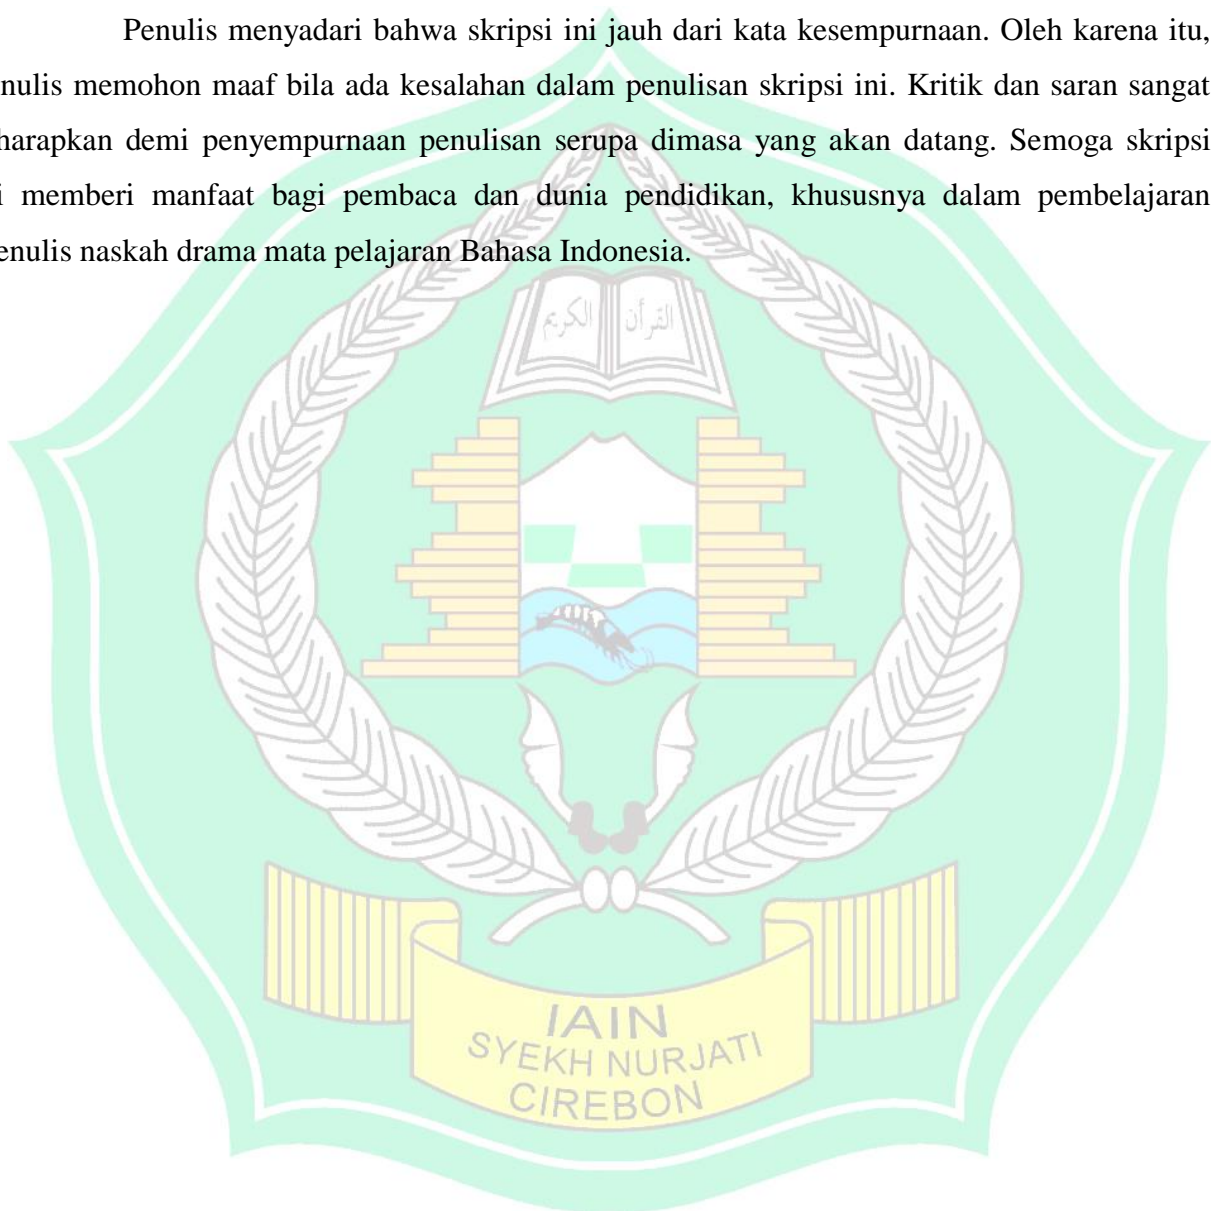 Penulis menyadari bahwa skripsi ini jauh dari kata kesempurnaan. Oleh karena itu,
nulis memohon maaf bila ada kesalahan dalam penulisan skripsi ini. Kritik dan saran sangat
harapkan demi penyempurnaan penulisan serupa dimasa yang akan datang. Semoga skripsi
i memberi manfaat bagi pembaca dan dunia pendidikan, khususnya dalam pembelajaran
enulis naskah drama mata pelajaran Bahasa Indonesia.
القرآن الكريم
IAIN
SYEKH NURJATI
CIREBON